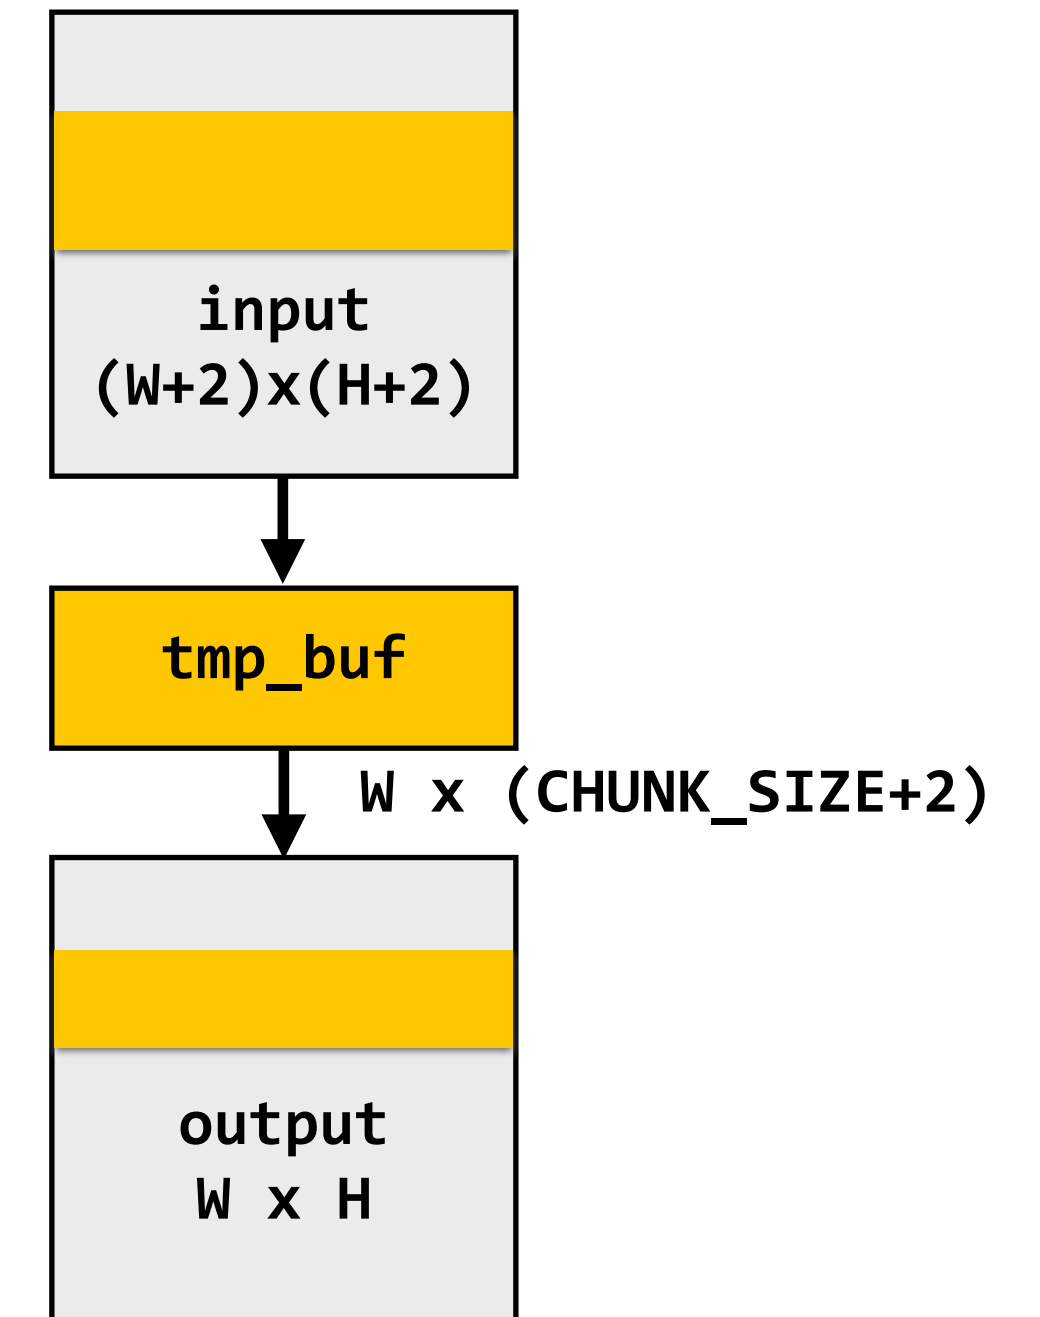 input
(W+2)x(H+2)
tmp_buf
W x (CHUNK_SIZE+2)
output
W x H